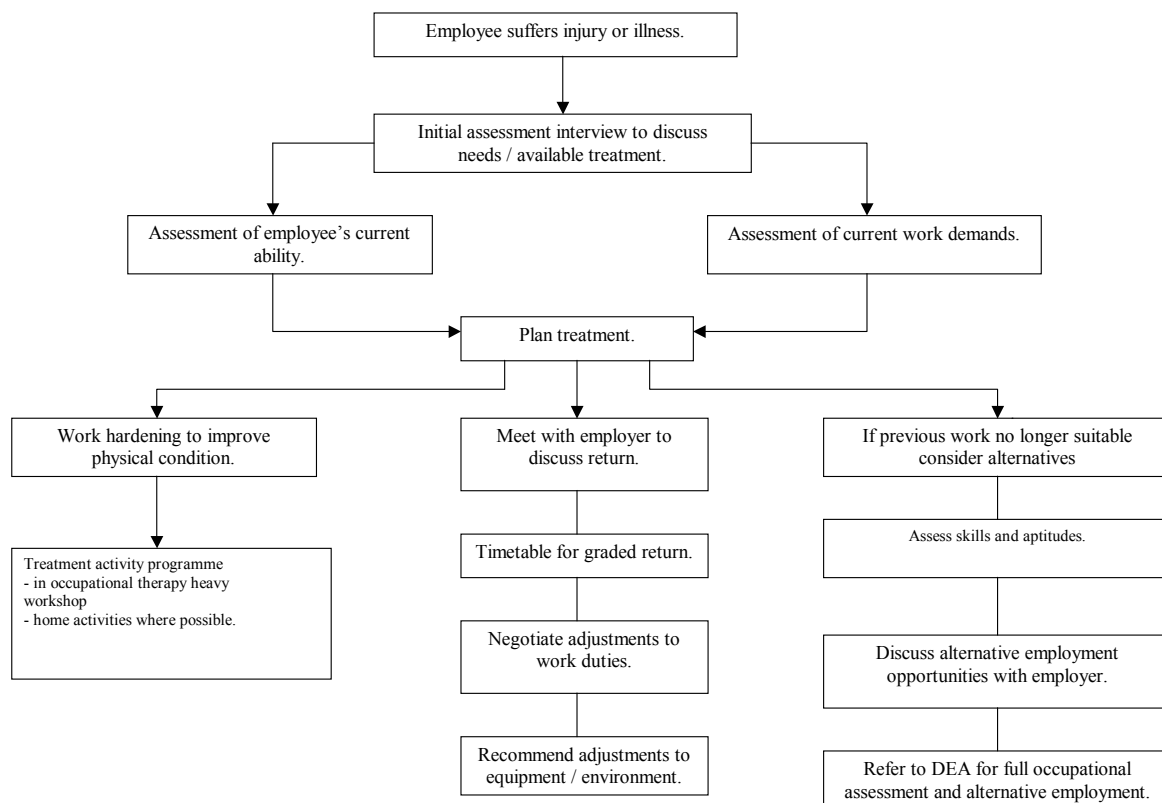 Employee suffers injury or illness.
Initial assessment interview to discuss
needs / available treatment.
Assessment of employee’s current
ability.
Assessment of current work demands.
Plan treatment.
Work hardening to improve
physical condition.
Meet with employer to
discuss return.
If previous work no longer suitable
consider alternatives
Treatment activity programme
- in occupational therapy heavy
workshop
- home activities where possible.
Timetable for graded return.
Assess skills and aptitudes.
Negotiate adjustments to
work duties.
Discuss alternative employment
opportunities with employer.
Recommend adjustments to
equipment / environment.
Refer to DEA for full occupational
assessment and alternative employment.